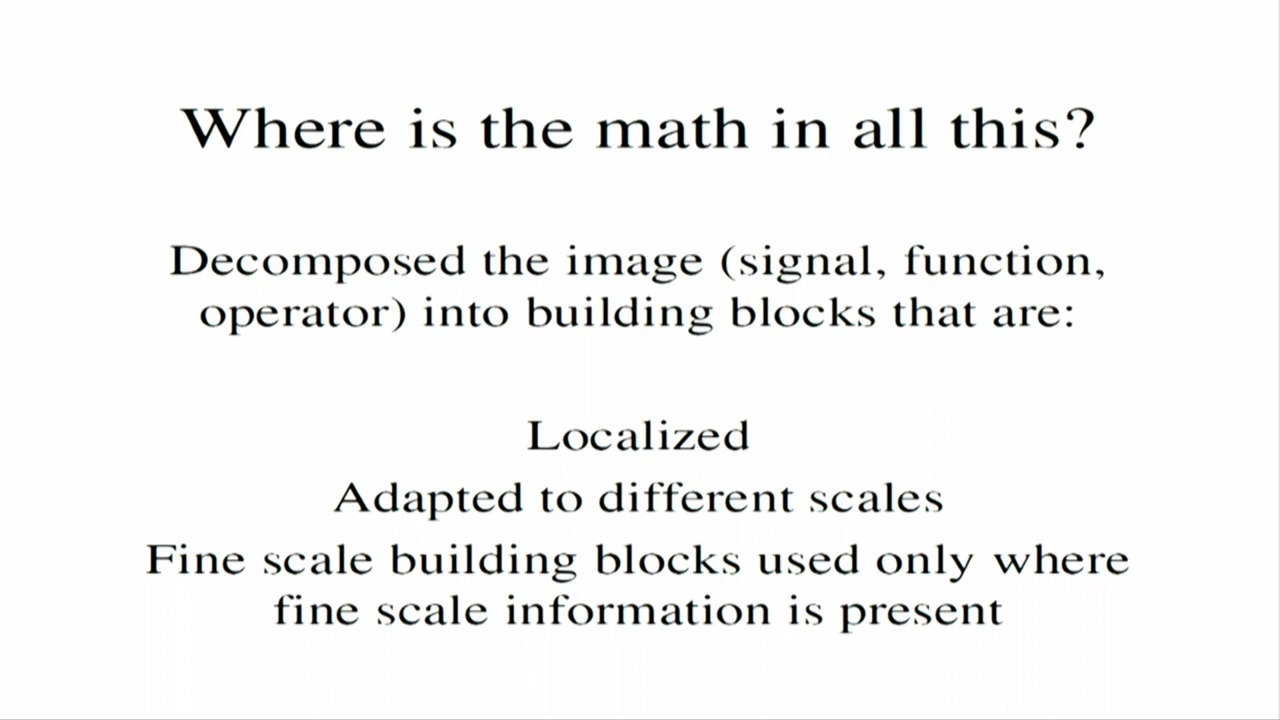 Where is the math in all this?
Decomposed the image (signal, function,
operator) into building blocks that are:
Localized
Adapted to different scales
Fine scale building blocks used only where
fine scale information is present